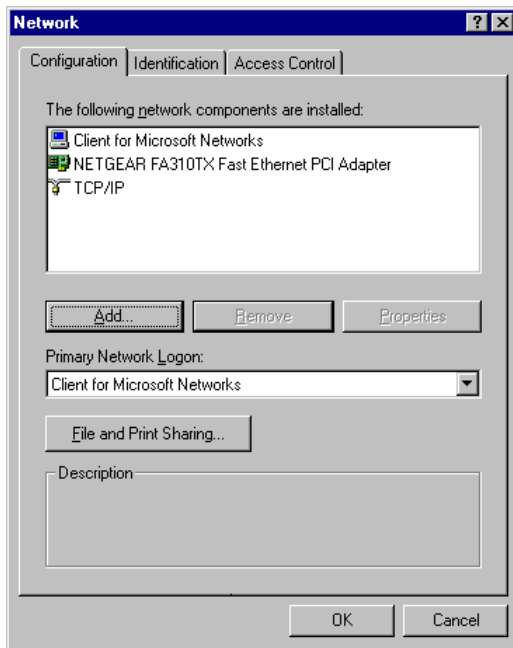 Network
Configuration Identification Access Control
The following network components are installed:
Client for Microsoft Networks
NETGEAR FA310TX Fast Ethernet PCI Adapter
TCP/IP
Add... Remove Properties
Primary Network Logon:
Client for Microsoft Networks
File and Print Sharing...
Description
OK Cancel